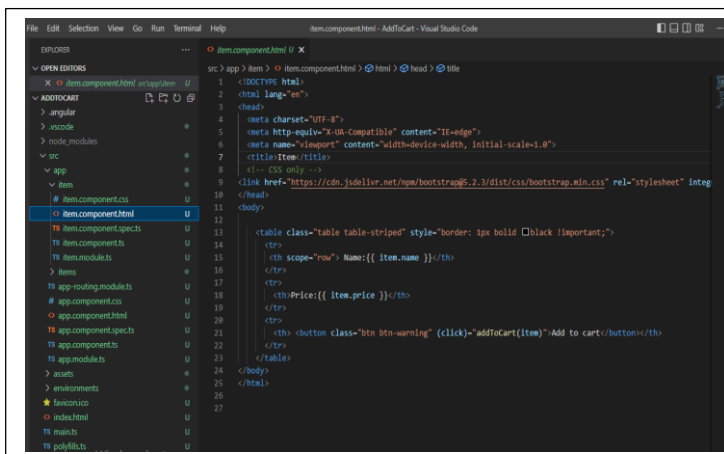 File Edit Selection View Go Run Terminal Help
item.component.html - AddToCart - Visual Studio Code
EXPLORER
OPEN EDITORS
item.component.html src\app\item U
ADDTOCART
.angular
.vscode
node_modules
src
app
item
item.component.css U
item.component.html U
TS item.component.spec.ts U
TS item.component.ts U
TS item.module.ts U
items
TS app-routing.module.ts U
# app.component.css U
app.component.html U
TS app.component.spec.ts U
TS app.component.ts U
TS app.module.ts U
assets
environments
favicon.ico U
index.html U
TS main.ts U
TS polyfills.ts U
item.component.html U X
src > app > item > item.component.html > html > head > title
1 <!DOCTYPE html>
2 <html lang="en">
3 <head>
4 <meta charset="UTF-8">
5 <meta http-equiv="X-UA-Compatible" content="IE=edge">
6 <meta name="viewport" content="width=device-width, initial-scale=1.0">
7 <title>Item</title>
8 <!-- CSS only -->
9 <link href="https://cdn.jsdelivr.net/npm/bootstrap@5.2.3/dist/css/bootstrap.min.css" rel="stylesheet" integ
10 </head>
11 <body>
12
13 <table class="table table-striped" style="border: 1px bolid black !important;">
14 <tr>
15 <th scope="row"> Name:{{ item.name }}</th>
16 </tr>
17 <tr>
18 <th>Price:{{ item.price }}</th>
19 </tr>
20 <tr>
21 <th> <button class="btn btn-warning" (click)="addToCart(item)">Add to cart</button></th>
22 </tr>
23 </table>
24 </body>
25 </html>
26
27